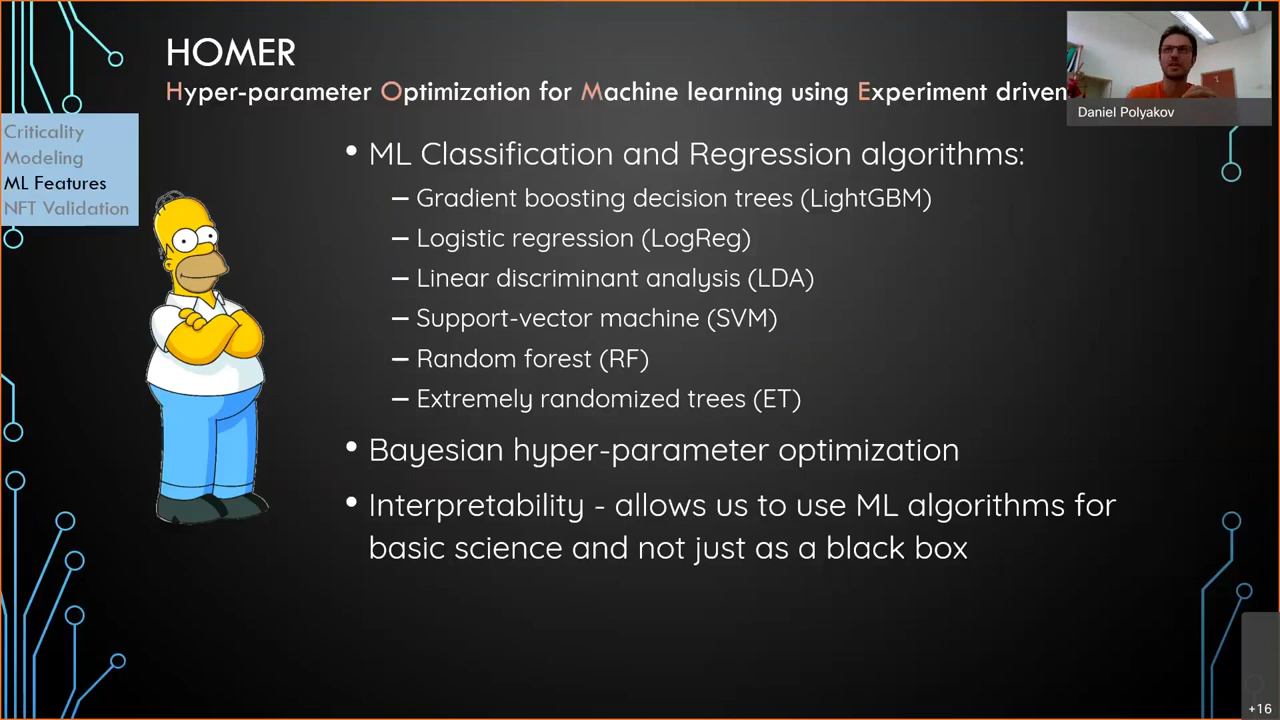 HOMER
Hyper-parameter Optimization for Machine learning using Experiment driven
Daniel Polyakov
Criticality
Modeling
ML Features
NFT Validation
• ML Classification and Regression algorithms:
– Gradient boosting decision trees (LightGBM)
– Logistic regression (LogReg)
– Linear discriminant analysis (LDA)
– Support-vector machine (SVM)
– Random forest (RF)
– Extremely randomized trees (ET)
• Bayesian hyper-parameter optimization
• Interpretability - allows us to use ML algorithms for
basic science and not just as a black box
+16